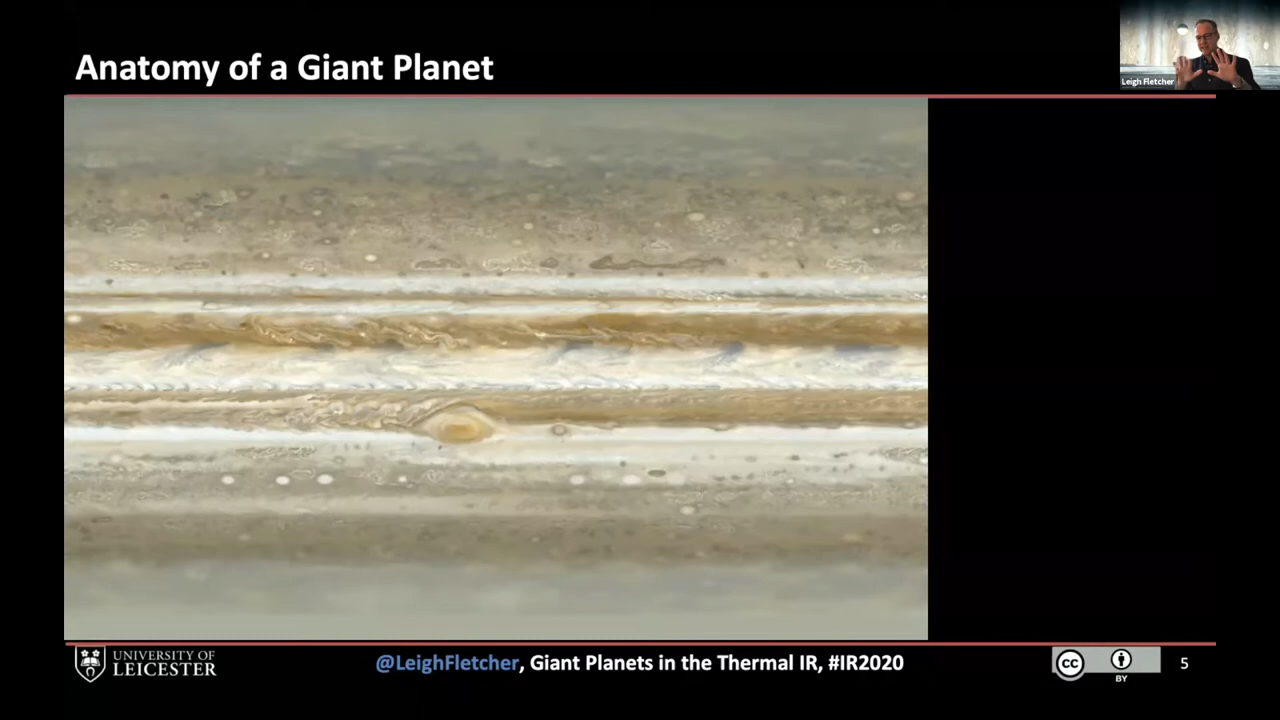 Anatomy of a Giant Planet
Leigh Fletcher
UNIVERSITY OF
LEICESTER
@LeighFletcher, Giant Planets in the Thermal IR, #IR2020
cc
BY
5